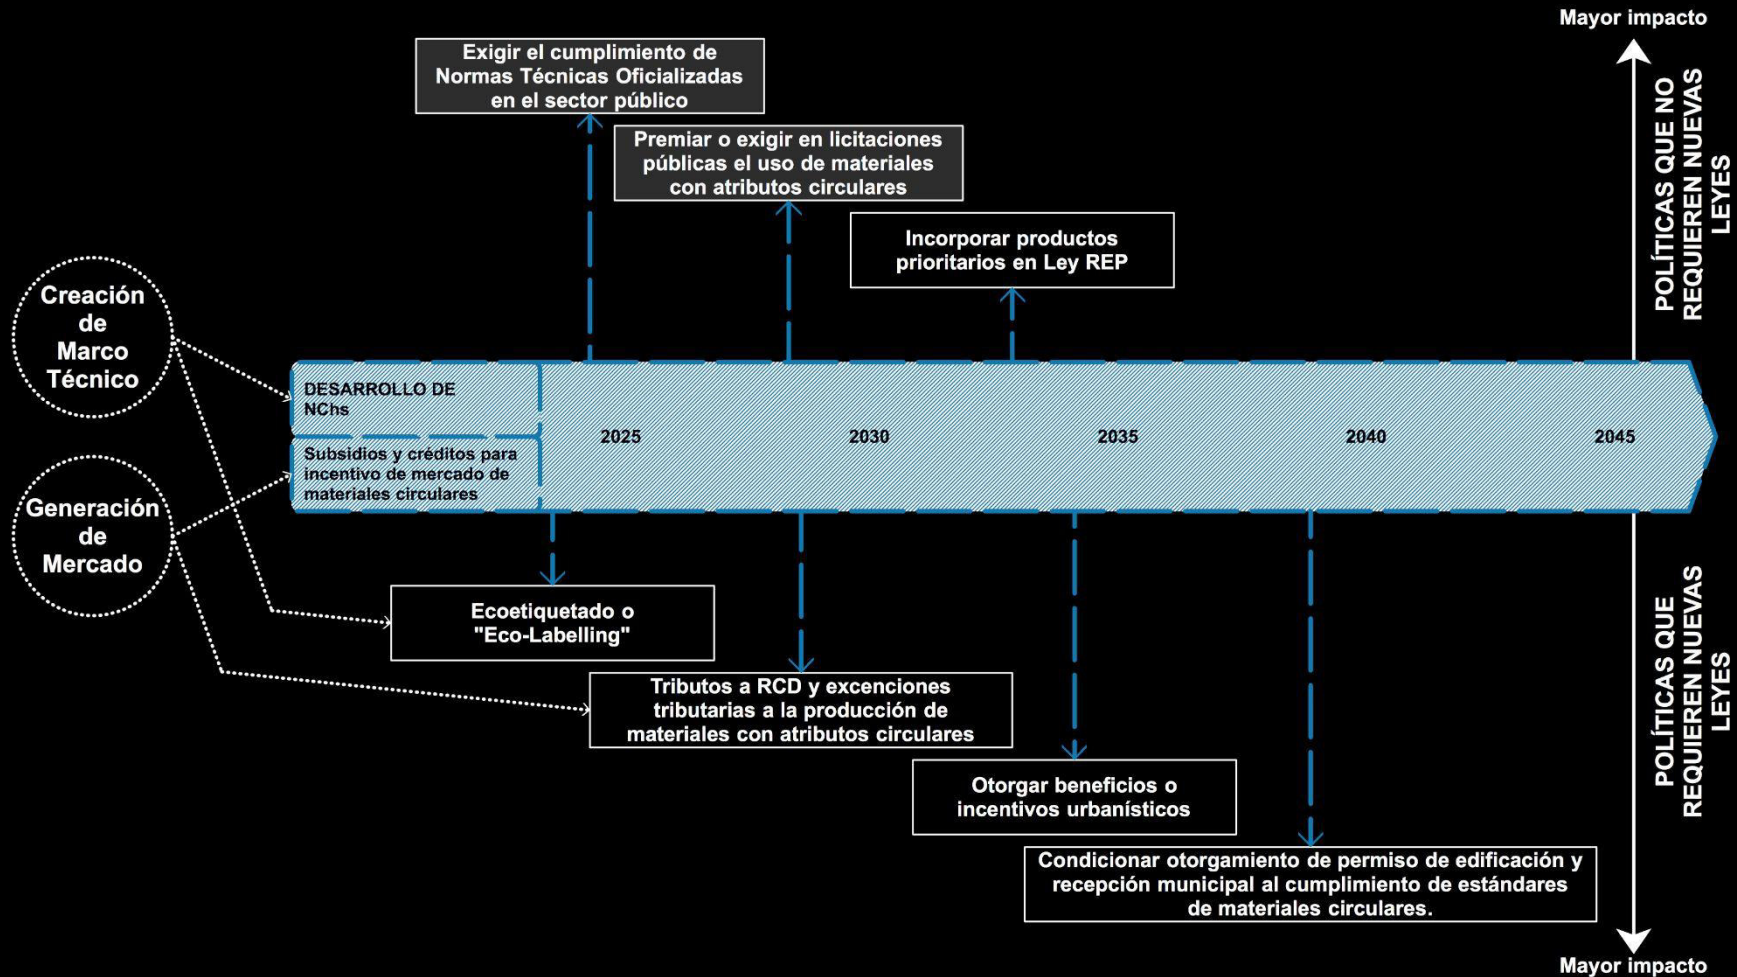 Mayor impacto
Exigir el cumplimiento de
Normas Técnicas Oficializadas
en el sector público
Premiar o exigir en licitaciones
públicas el uso de materiales
con atributos circulares
Incorporar productos
prioritarios en Ley REP
POLÍTICAS QUE NO
REQUIEREN NUEVAS
LEYES
Creación
de
Marco
Técnico
Generación
de
Mercado
DESARROLLO DE
NChs
Subsidios y créditos para
incentivo de mercado de
materiales circulares
2025
2030
2035
2040
2045
Ecoetiquetado o
"Eco-Labelling"
Tributos a RCD y excenciones
tributarias a la producción de
materiales con atributos circulares
Otorgar beneficios o
incentivos urbanísticos
Condicionar otorgamiento de permiso de edificación y
recepción municipal al cumplimiento de estándares
de materiales circulares.
POLÍTICAS QUE
REQUIEREN NUEVAS
LEYES
Mayor impacto